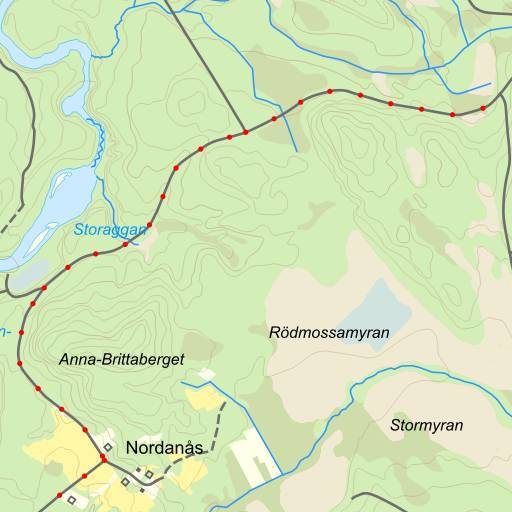 Storaggan
n-
Rödmossamyran
Anna-Brittaberget
Stormyran
Nordanås